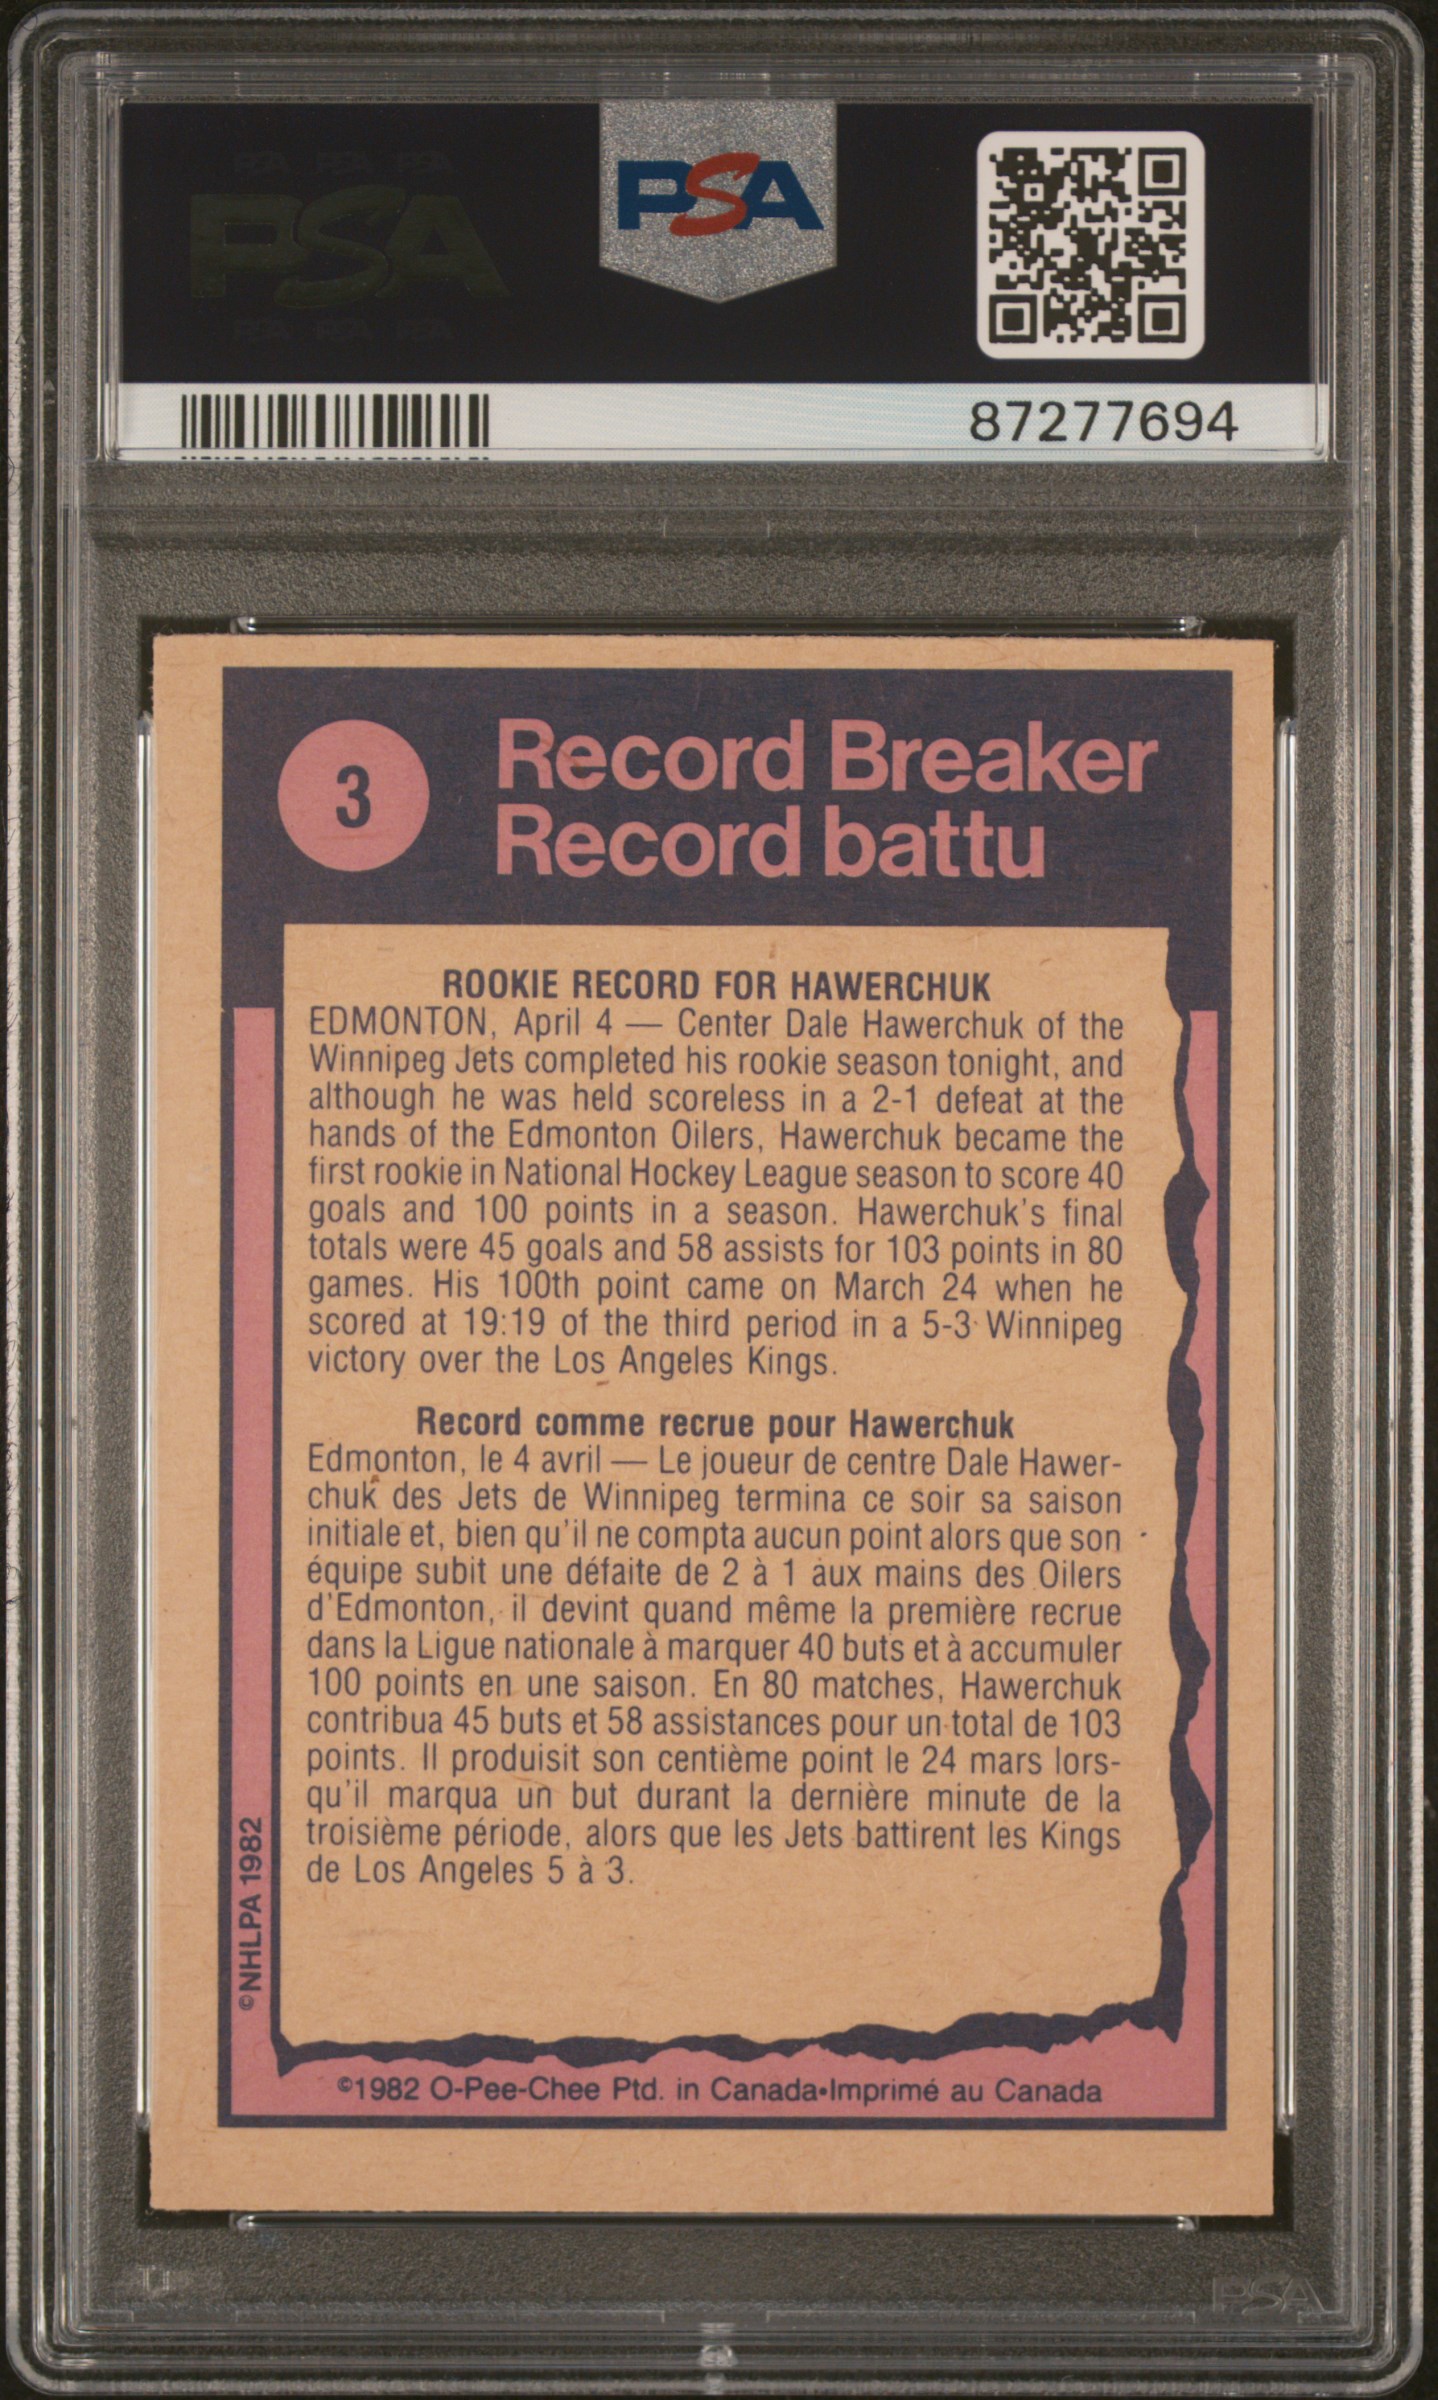 PSA
PSA
87277694
3
Record Breaker
Record battu
ROOKIE RECORD FOR HAWERCHUK
EDMONTON, April 4 — Center Dale Hawerchuk of the
Winnipeg Jets completed his rookie season tonight, and
although he was held scoreless in a 2-1 defeat at the
hands of the Edmonton Oilers, Hawerchuk became the
first rookie in National Hockey League season to score 40
goals and 100 points in a season. Hawerchuk's final
totals were 45 goals and 58 assists for 103 points in 80
games. His 100th point came on March 24 when he
scored at 19:19 of the third period in a 5-3 Winnipeg
victory over the Los Angeles Kings.
Record comme recrue pour Hawerchuk
Edmonton, le 4 avril — Le joueur de centre Dale Hawer-
chuk des Jets de Winnipeg termina ce soir sa saison
initiale et, bien qu'il ne compta aucun point alors que son
équipe subit une défaite de 2 à 1 aux mains des Oilers
d'Edmonton, il devint quand même la première recrue
dans la Ligue nationale à marquer 40 buts et à accumuler
100 points en une saison. En 80 matches, Hawerchuk
contribua 45 buts et 58 assistances pour un total de 103
points. Il produisit son centième point le 24 mars lors-
qu'il marqua un but durant la dernière minute de la
troisième période, alors que les Jets battirent les Kings
de Los Angeles 5 à 3.
©NHLPA 1982
©1982 O-Pee-Chee Ptd. in Canada•Imprimé au Canada
PSA